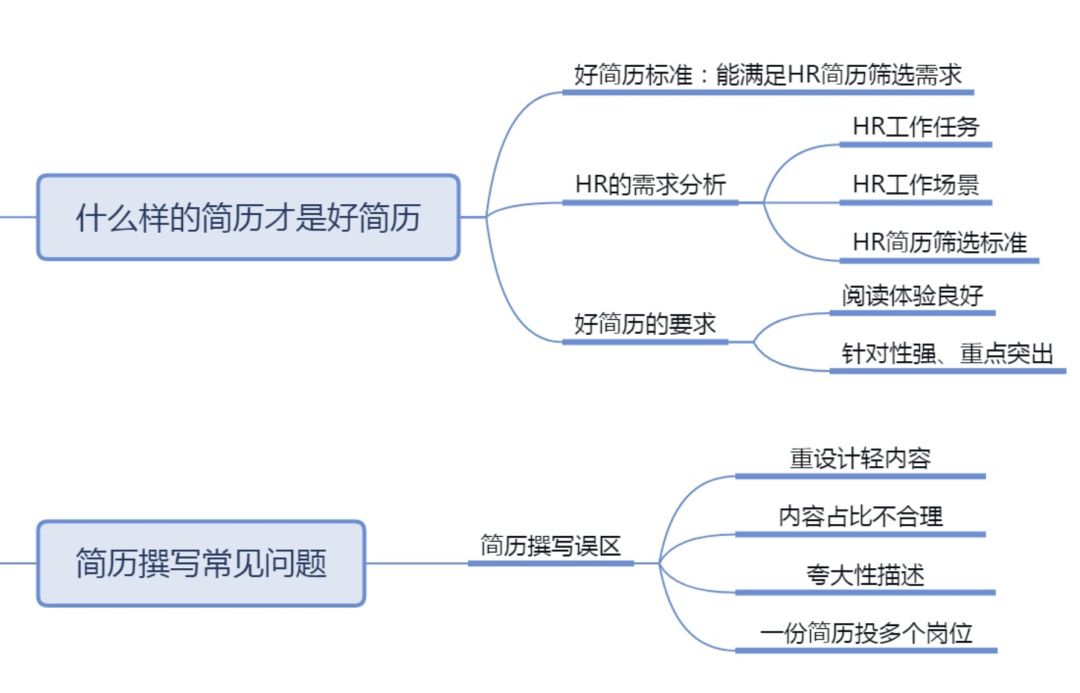 什么样的简历才是好简历
好简历标准：能满足HR简历筛选需求
HR的需求分析
HR工作任务
HR工作场景
HR简历筛选标准
好简历的要求
阅读体验良好
针对性强、重点突出
简历撰写常见问题
简历撰写误区
重设计轻内容
内容占比不合理
夸大性描述
一份简历投多个岗位